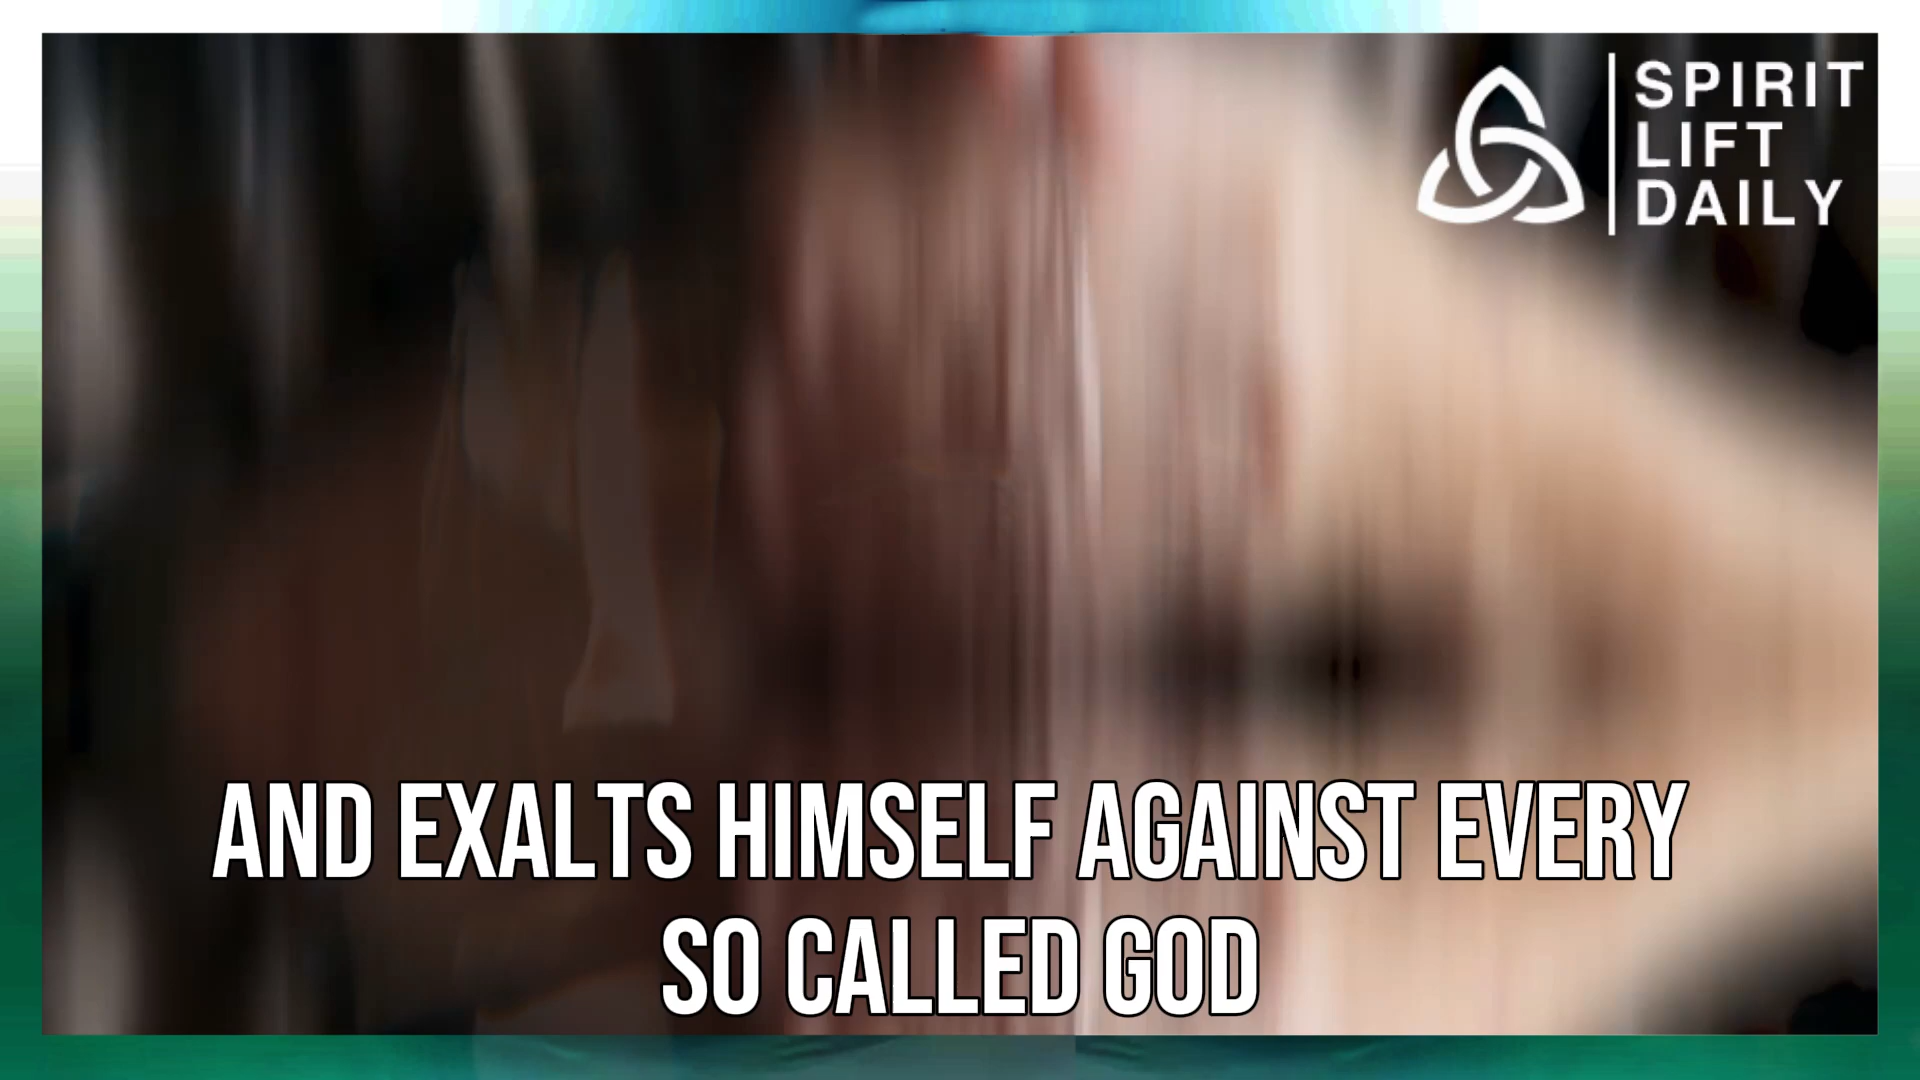 SPIRIT
LIFT
DAILY
AND EXALTS HIMSELF AGAINST EVERY
SO CALLED GOD